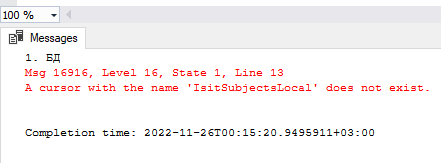 100 %
Messages
1. БД
Msg 16916, Level 16, State 1, Line 13
A cursor with the name 'IsitSubjectsLocal' does not exist.
Completion time: 2022-11-26T00:15:20.9495911+03:00